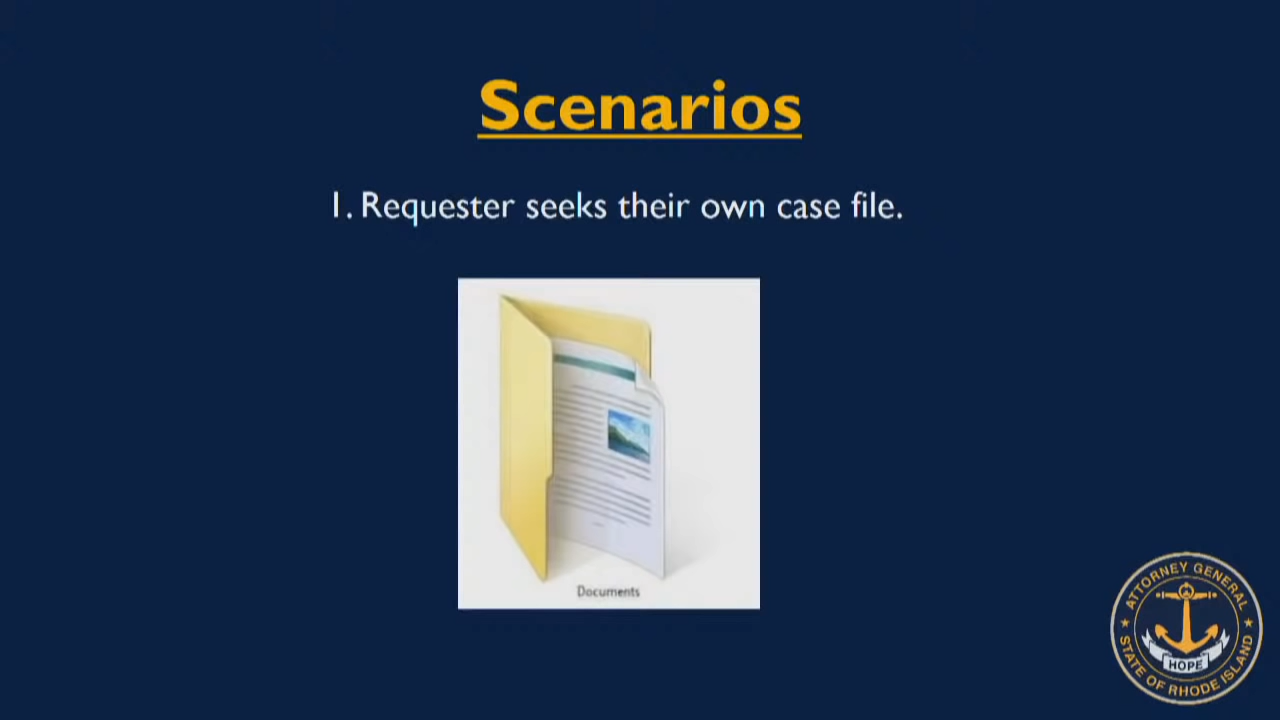 Scenarios
1. Requester seeks their own case file.
Documents
ATTORNEY GENERAL
HOPE
STATE OF RHODE ISLAND